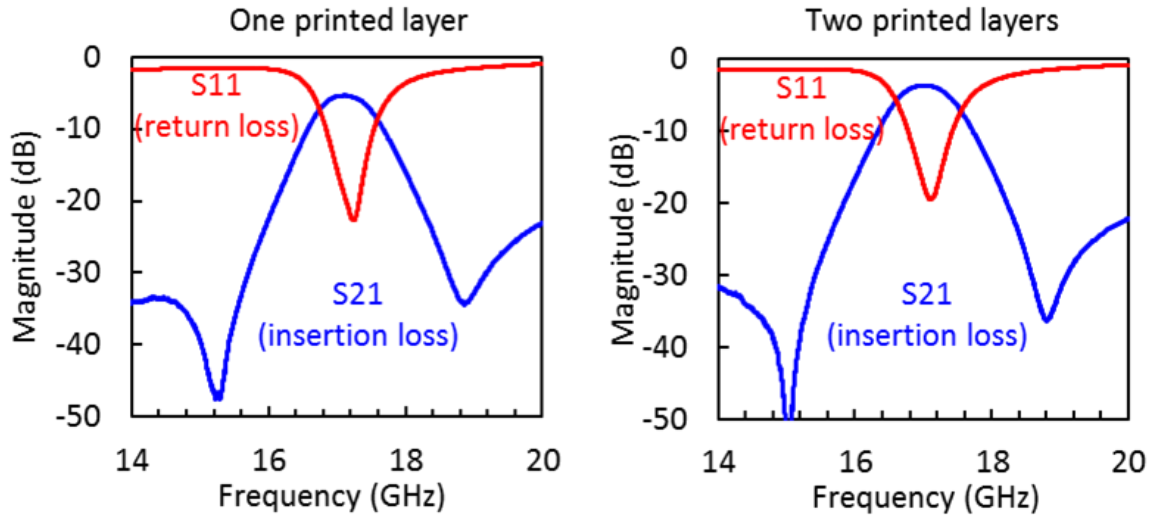 One printed layer
0
-10
-20
-30
-40
-50
Magnitude (dB)
S11
(return loss)
S21
(insertion loss)
14 16 18 20
Frequency (GHz)
Two printed layers
0
-10
-20
-30
-40
-50
Magnitude (dB)
S11
(return loss)
S21
(insertion loss)
14 16 18 20
Frequency (GHz)